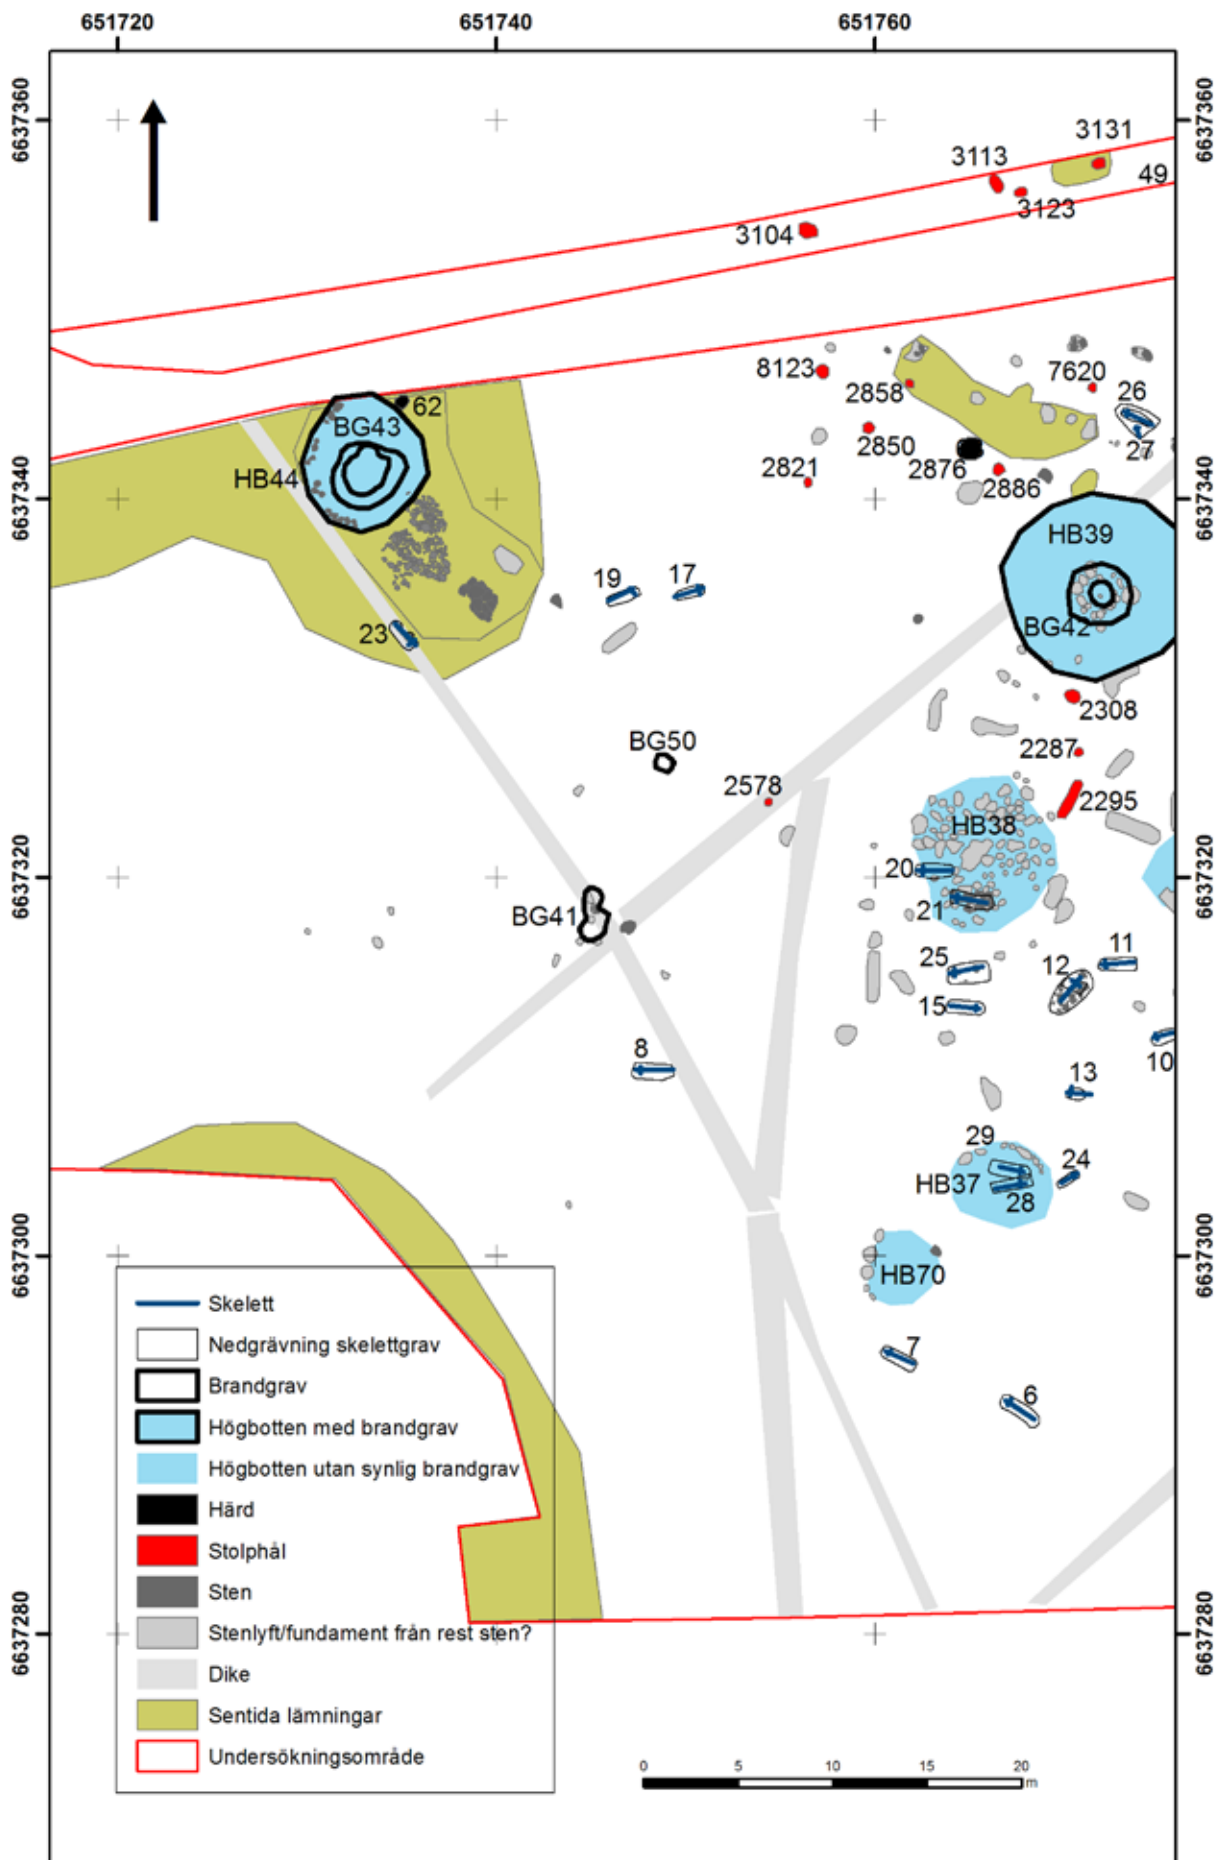 651720 651740 651760
6637360 6637360
3131
3113
49
3123
3104
8123
2858
7620
26
62
BG43
2850
27
2876
HB44
2821
2886
6637340 6637340
HB39
19 17
23
BG42
2308
BG50
2287
2578
2295
HB38
6637320 6637320
20
BG41
21
25
11
12
15
8
10
13
29
24
HB37
28
6637300 6637300
HB70
7
6
Skelett
Nedgrävning skelettgrav
Brandgrav
Högbotten med brandgrav
Högbotten utan synlig brandgrav
Härd
Stolphål
Sten
Stenlyft/fundament från rest sten?
Dike
Sentida lämningar
Undersökningsområde
6637280 6637280
0 5 10 15 20
m